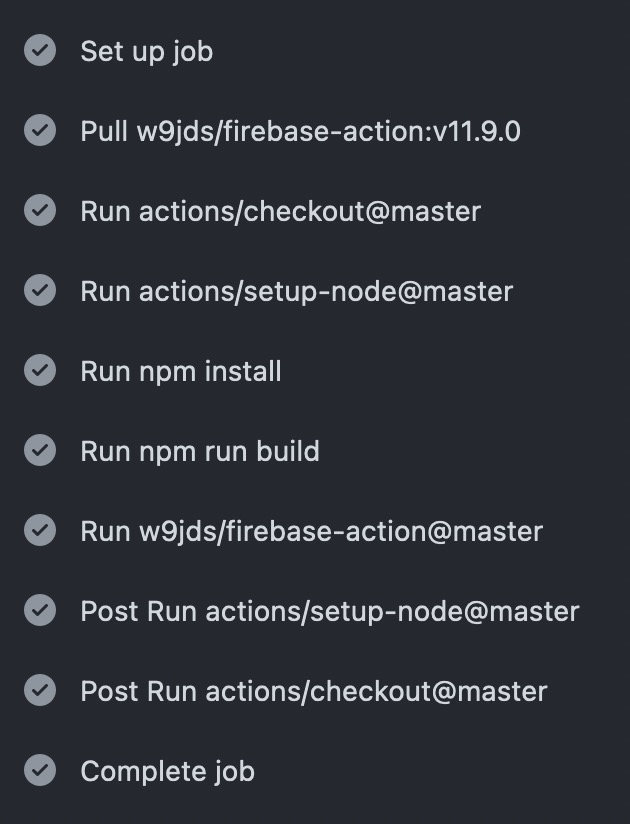 Set up job
Pull w9jds/firebase-action:v11.9.0
Run actions/checkout@master
Run actions/setup-node@master
Run npm install
Run npm run build
Run w9jds/firebase-action@master
Post Run actions/setup-node@master
Post Run actions/checkout@master
Complete job